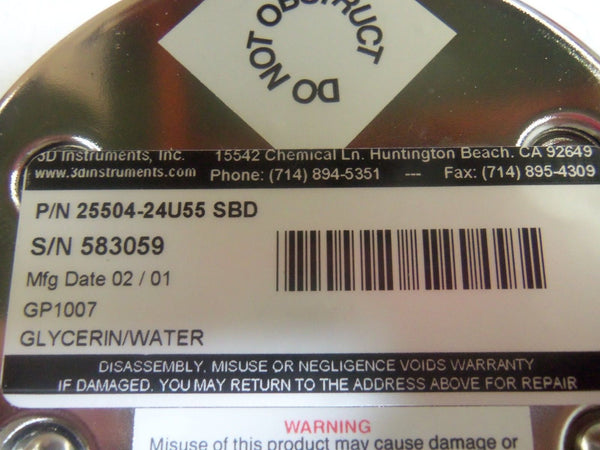 DO NOT OBSTRUCT
3D Instruments, Inc. 15542 Chemical Ln. Huntington Beach, CA 92649
www.3dinstruments.com Phone: (714) 894-5351 --- Fax: (714) 895-4309
P/N 25504-24U55 SBD
S/N 583059
Mfg Date 02 / 01
GP1007
GLYCERIN/WATER
DISASSEMBLY, MISUSE OR NEGLIGENCE VOIDS WARRANTY
IF DAMAGED, YOU MAY RETURN TO THE ADDRESS ABOVE FOR REPAIR
WARNING
Misuse of this product may cause damage or